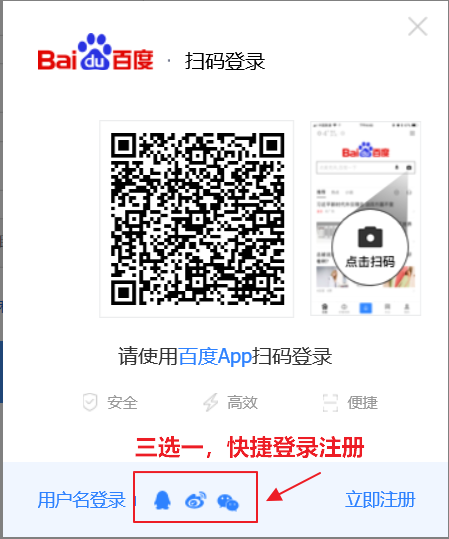 Bai du 百度 · 扫码登录
Bai du 百度
点击扫码
请使用百度App扫码登录
安全 高效 便捷
三选一，快捷登录注册
用户名登录
立即注册